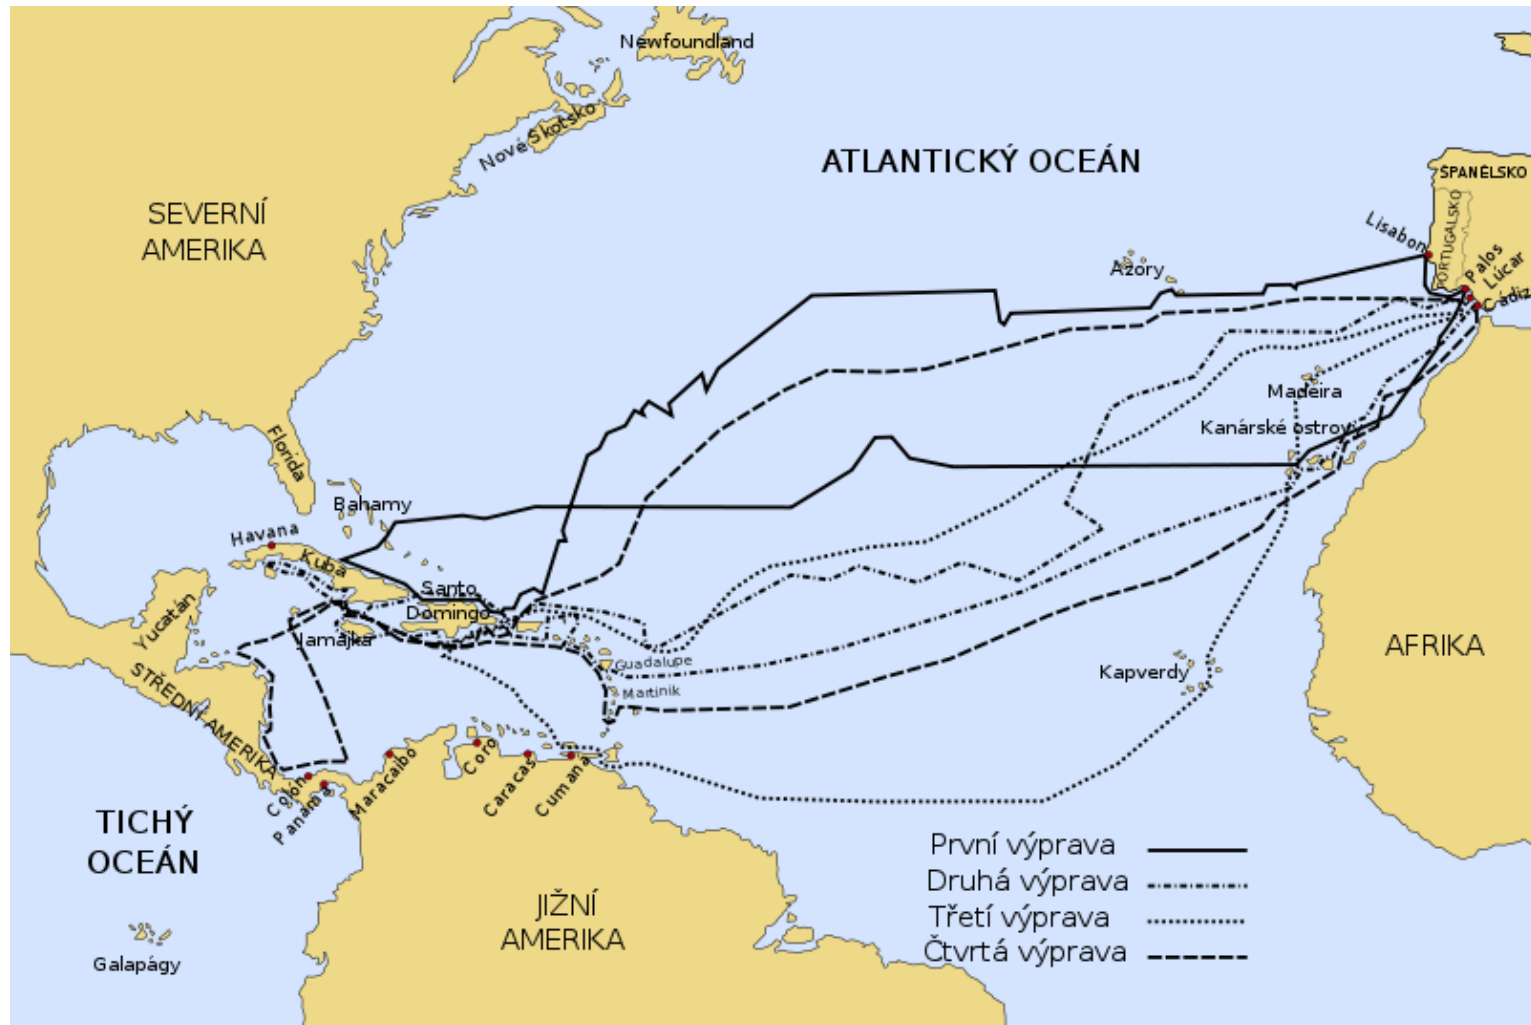 Newfoundland
Nové Skotsko
ATLANTICKÝ OCEÁN
ŠPANĚLSKO
PORTUGALSKO
SEVERNÍ
AMERIKA
Lisabon
Palos
Lúcar
Cádiz
Azory
Madeira
Kanárské ostrovy
Florida
Bahamy
Havana
Kuba
Santo
Domingo
Jamajka
Yucatán
STŘEDNÍ AMERIKA
Guadalupe
Martinik
Kapverdy
AFRIKA
Colón
Panama
Maracaibo
Coro
Caracas
Cumaná
TICHÝ
OCEÁN
JIŽNÍ
AMERIKA
Galapágy
První výprava
Druhá výprava
Třetí výprava
Čtvrtá výprava